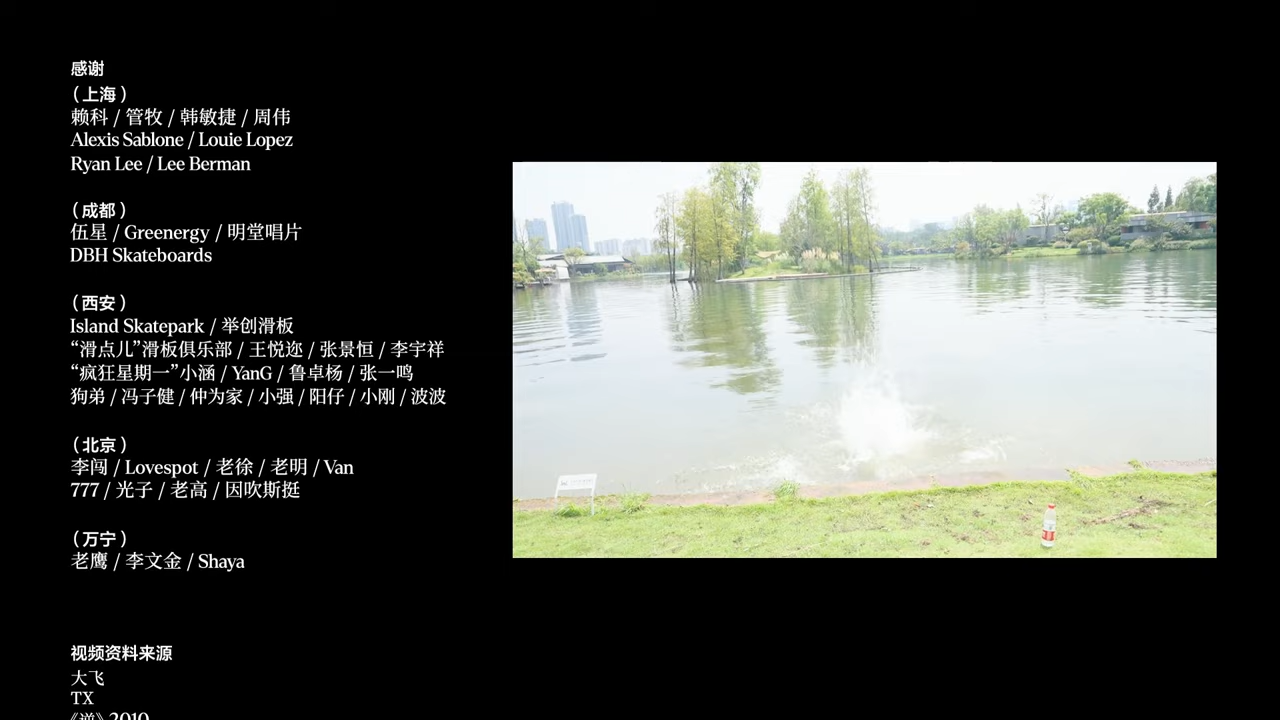 感谢
（上海）
赖科 / 管牧 / 韩敏捷 / 周伟
Alexis Sablone / Louie Lopez
Ryan Lee / Lee Berman
（成都）
伍星 / Greenergy / 明堂唱片
DBH Skateboards
（西安）
Island Skatepark / 举创滑板
“滑点儿”滑板俱乐部 / 王悦迩 / 张景恒 / 李宇祥
“疯狂星期一”小涵 / YanG / 鲁卓杨 / 张一鸣
狗弟 / 冯子健 / 仲为家 / 小强 / 阳仔 / 小刚 / 波波
（北京）
李闯 / Lovespot / 老徐 / 老明 / Van
777 / 光子 / 老高 / 因吹斯挺
（万宁）
老鹰 / 李文金 / Shaya
视频资料来源
大飞
TX
《逆》2010